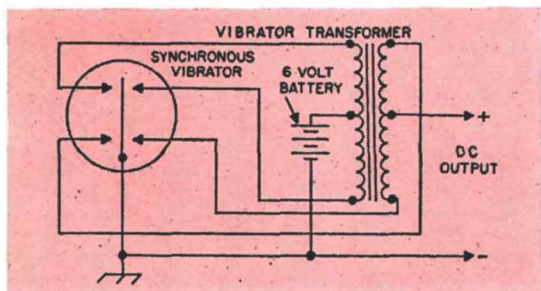 VIBRATOR TRANSFORMER
SYNCHRONOUS
VIBRATOR
6 VOLT
BATTERY
+
DC
OUTPUT
-